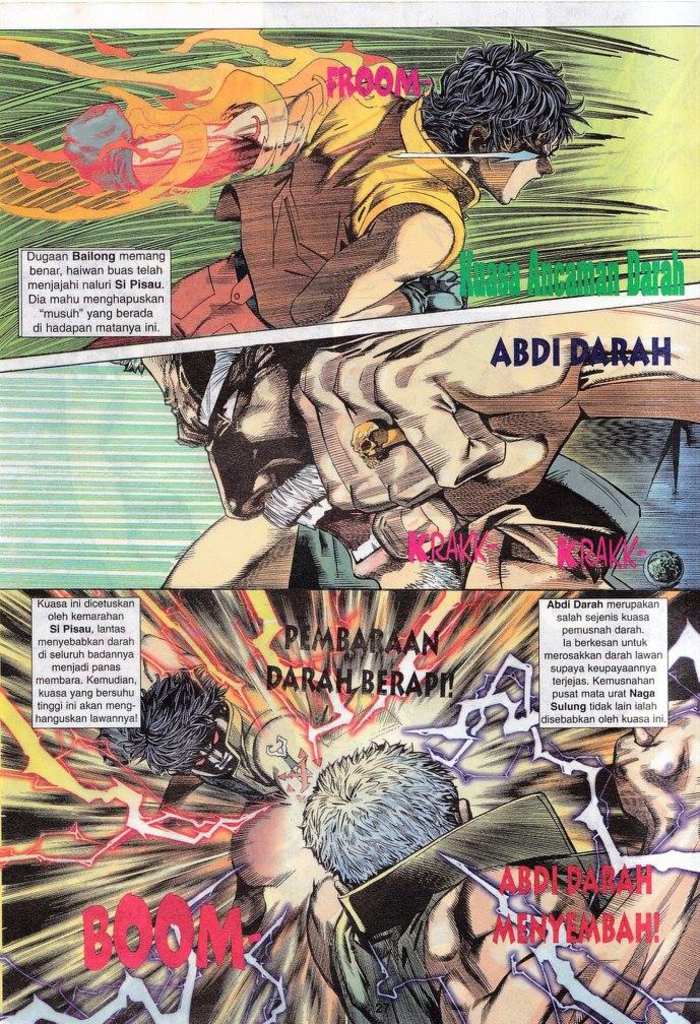 FROOM-
Dugaan Bailong memang
benar, haiwan buas telah
menjajahi naluri Si Pisau.
Dia mahu menghapuskan
"musuh" yang berada
di hadapan matanya ini.
Kuasa Ancaman Darah
ABDI DARAH
KRAKK-
KRAKK-
Kuasa ini dicetuskan
oleh kemarahan
Si Pisau, lantas
menyebabkan darah
di seluruh badannya
menjadi panas
membara. Kemudian,
kuasa yang bersuhu
tinggi ini akan meng-
hanguskan lawannya!
PEMBARAAN
DARAH BERAPI!
Abdi Darah merupakan
salah sejenis kuasa
pemusnah darah.
Ia berkesan untuk
merosakkan darah lawan
supaya keupayaannya
terjejas. Kemusnahan
pusat mata urat Naga
Sulung tidak lain ialah
disebabkan oleh kuasa ini.
BOOM-
ABDI DARAH
MENYEMBAH!
21